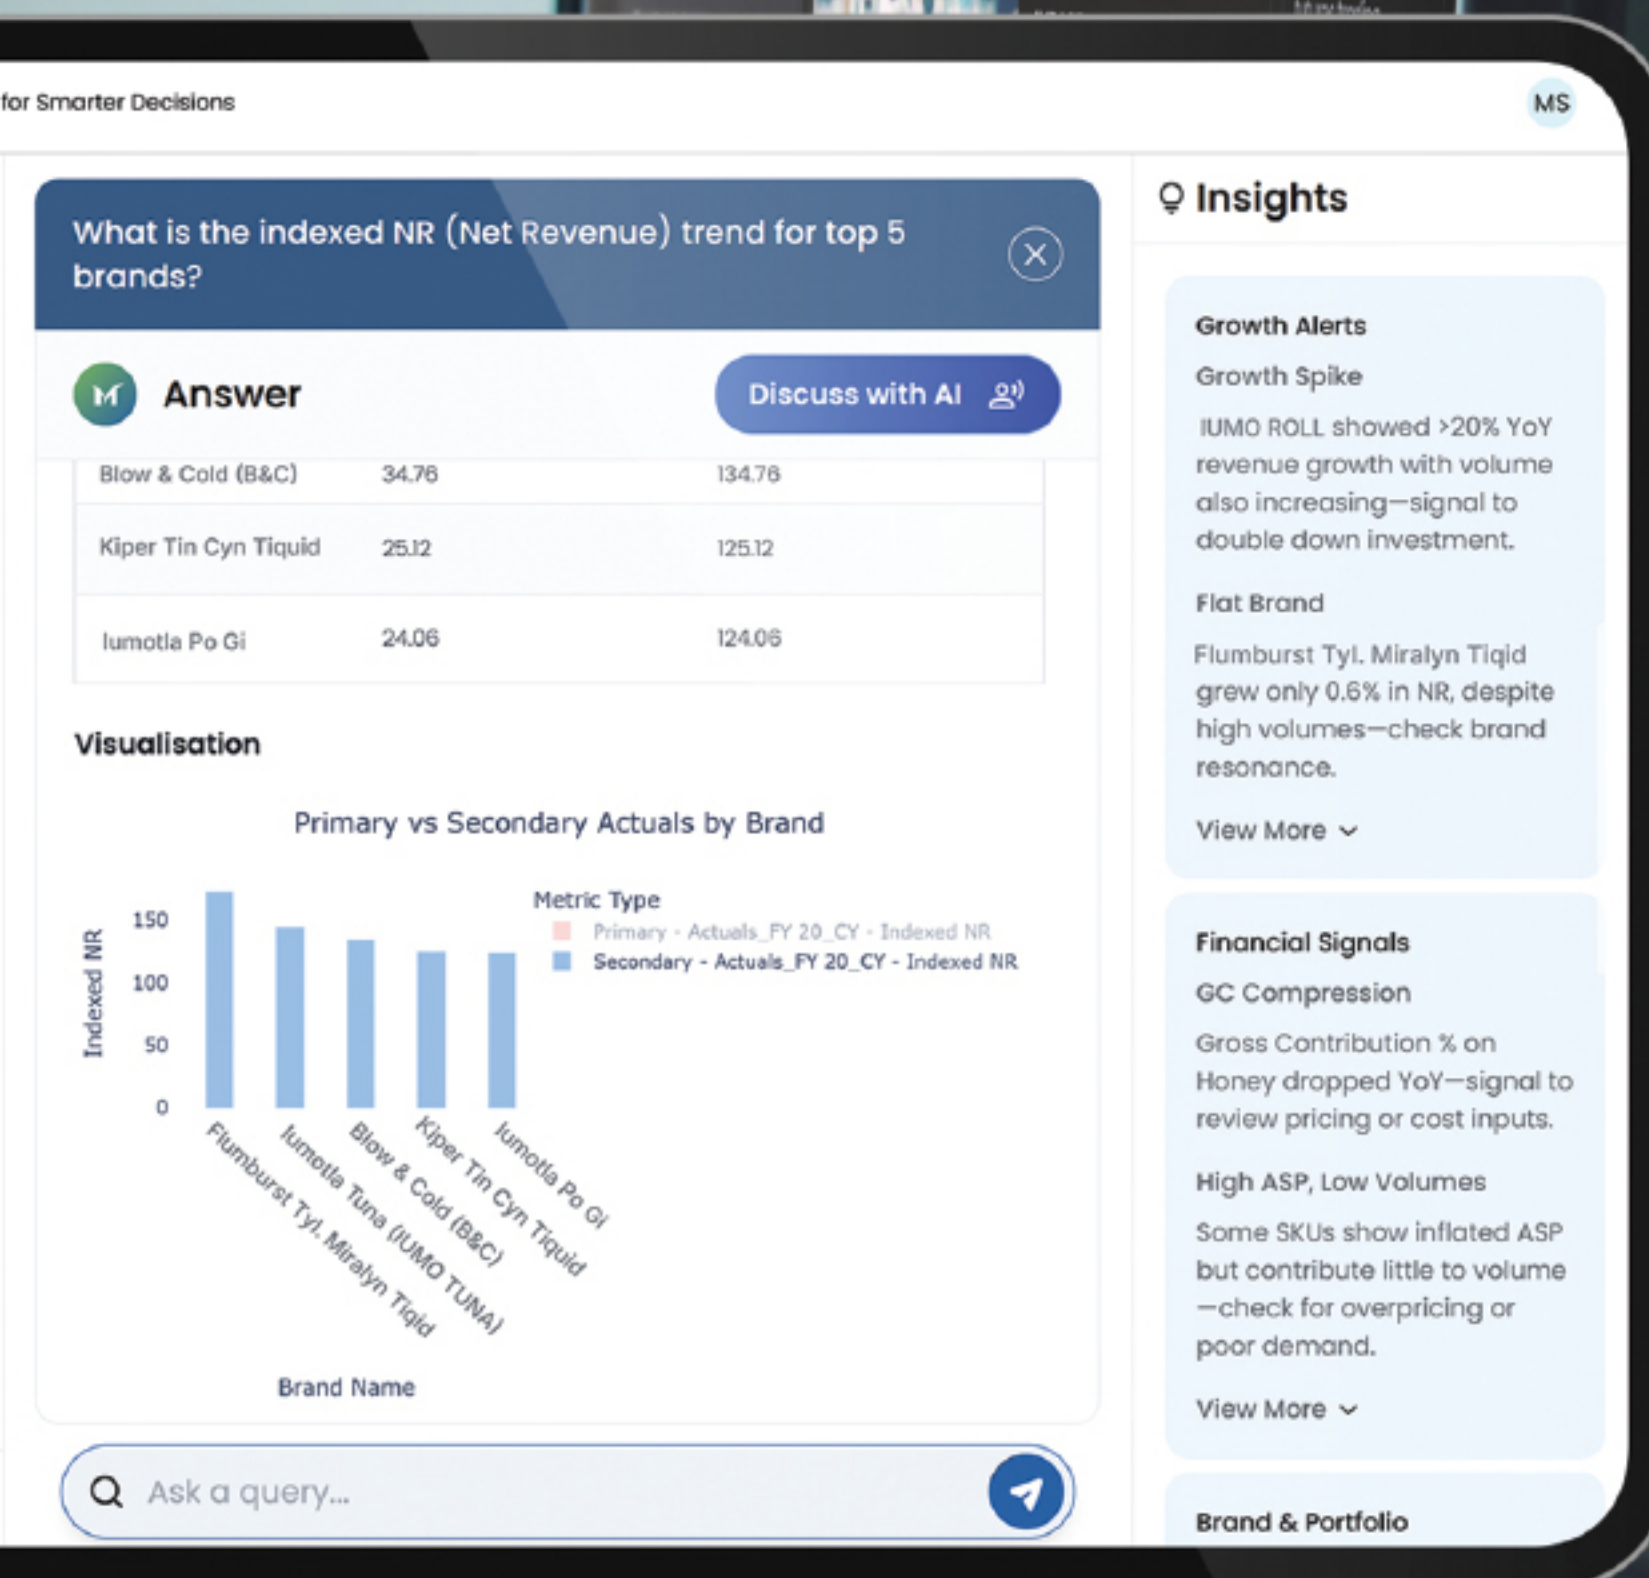 for Smarter Decisions
MS
What is the indexed NR (Net Revenue) trend for top 5
brands?
Answer
Discuss with AI
Blow & Cold (B&C) 34.76 134.76
Kiper Tin Cyn Tiquid 25.12 125.12
Iumotla Po Gi 24.06 124.06
Visualisation
Primary vs Secondary Actuals by Brand
Metric Type
Primary - Actuals_FY 20_CY - Indexed NR
Secondary - Actuals_FY 20_CY - Indexed NR
Indexed NR
150
100
50
0
Flumburst Tyl. Miralyn Tiqid
Iumotla Tuna (IUMO TUNA)
Blow & Cold (B&C)
Kiper Tin Cyn Tiquid
Iumotla Po Gi
Brand Name
Ask a query...
Insights
Growth Alerts
Growth Spike
IUMO ROLL showed >20% YoY
revenue growth with volume
also increasing—signal to
double down investment.
Flat Brand
Flumburst Tyl. Miralyn Tiqid
grew only 0.6% in NR, despite
high volumes—check brand
resonance.
View More
Financial Signals
GC Compression
Gross Contribution % on
Honey dropped YoY—signal to
review pricing or cost inputs.
High ASP, Low Volumes
Some SKUs show inflated ASP
but contribute little to volume
—check for overpricing or
poor demand.
View More
Brand & Portfolio